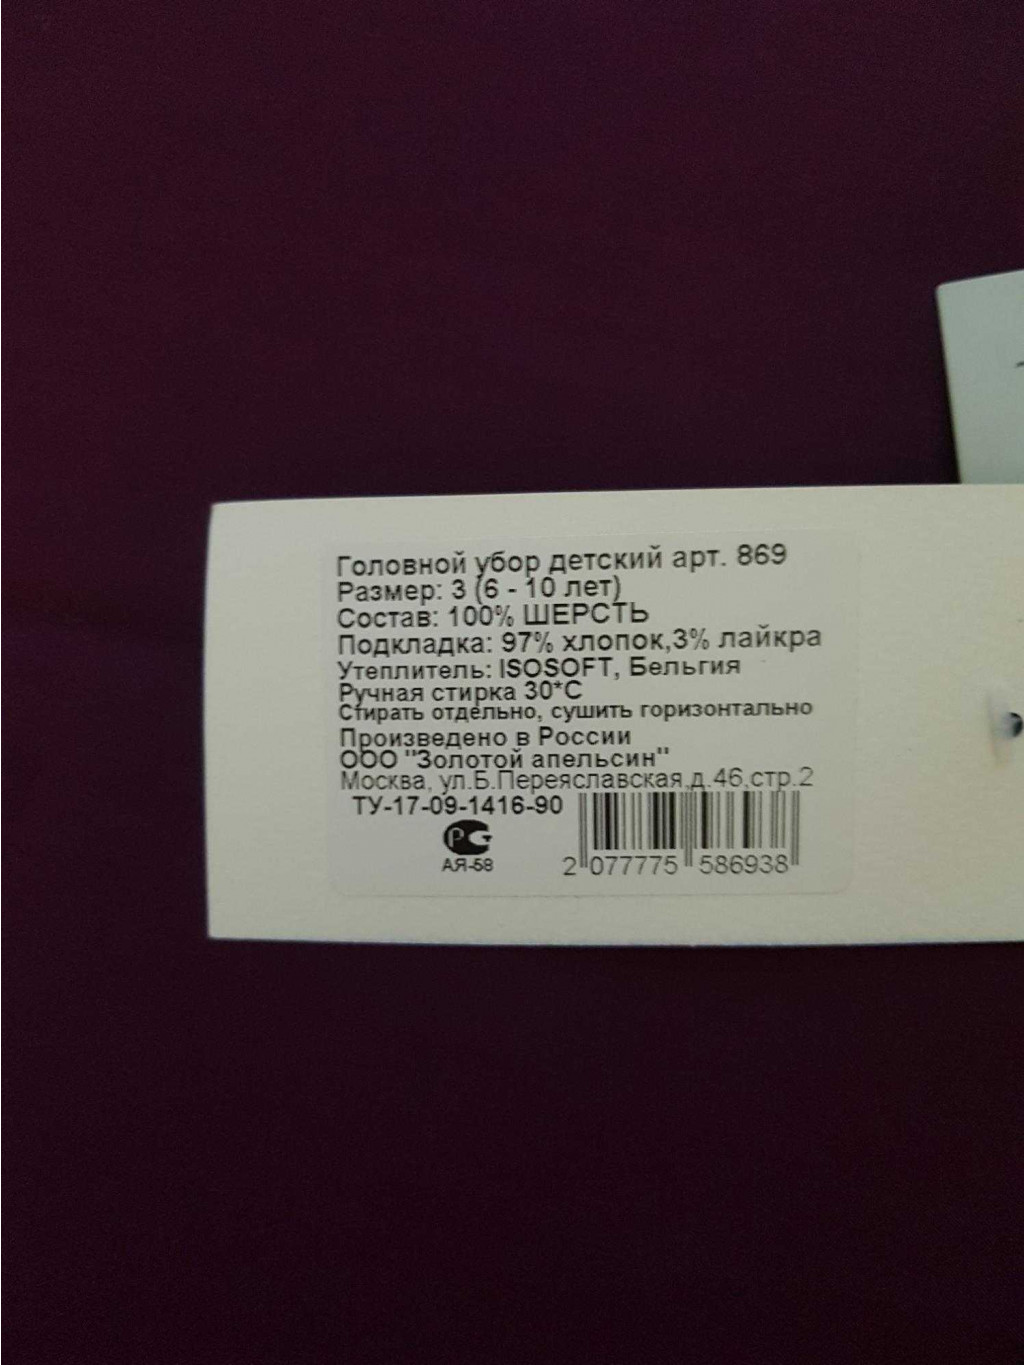 Головной убор детский арт. 869
Размер: 3 (6 - 10 лет)
Состав: 100% ШЕРСТЬ
Подкладка: 97% хлопок,3% лайкра
Утеплитель: ISOSOFT, Бельгия
Ручная стирка 30*С
Стирать отдельно, сушить горизонтально
Произведено в России
ООО "Золотой апельсин"
Москва, ул.Б.Переяславская,д.46,стр.2
ТУ-17-09-1416-90
РС
АЯ-58
2 077775 586938